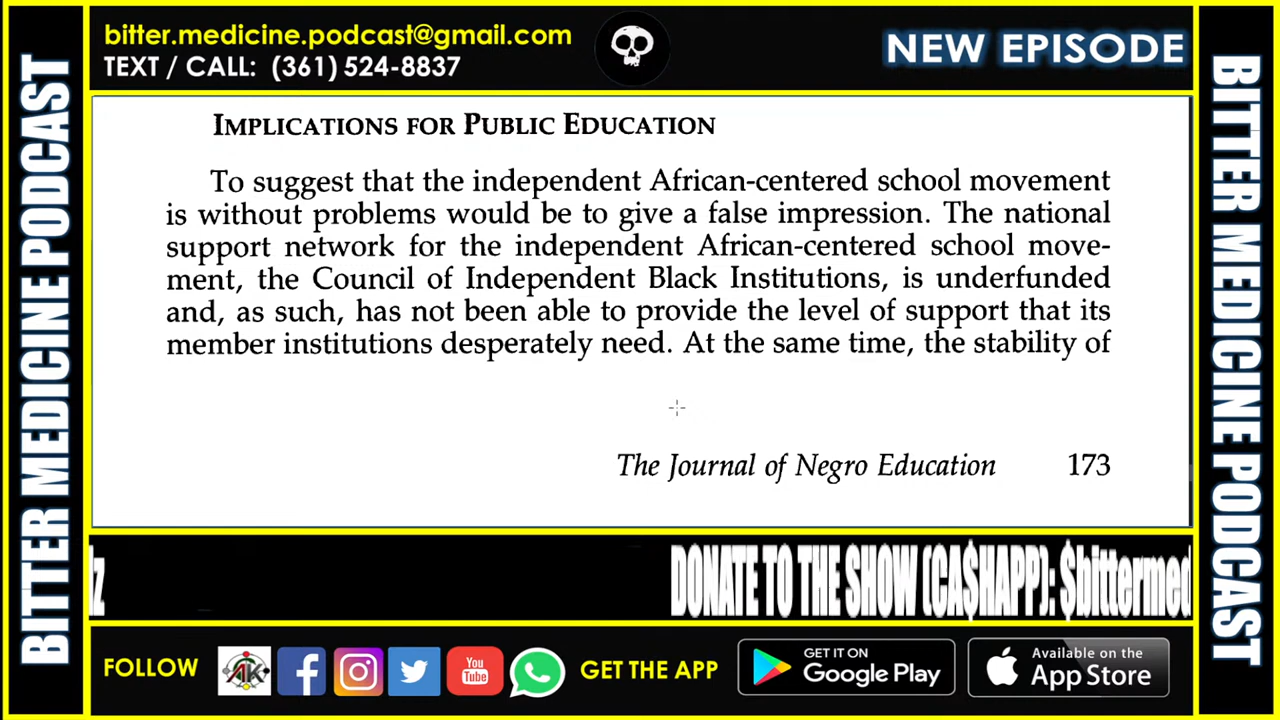 BITTER MEDICINE PODCAST
bitter.medicine.podcast@gmail.com
TEXT / CALL: (361) 524-8837
NEW EPISODE
IMPLICATIONS FOR PUBLIC EDUCATION
To suggest that the independent African-centered school movement
is without problems would be to give a false impression. The national
support network for the independent African-centered school move-
ment, the Council of Independent Black Institutions, is underfunded
and, as such, has not been able to provide the level of support that its
member institutions desperately need. At the same time, the stability of
The Journal of Negro Education 173
z
DONATE TO THE SHOW (CA$HAPP): $bittermed
FOLLOW
ATK
You
Tube
GET THE APP
GET IT ON
Google Play
Available on the
App Store
BITTER MEDICINE PODCAST